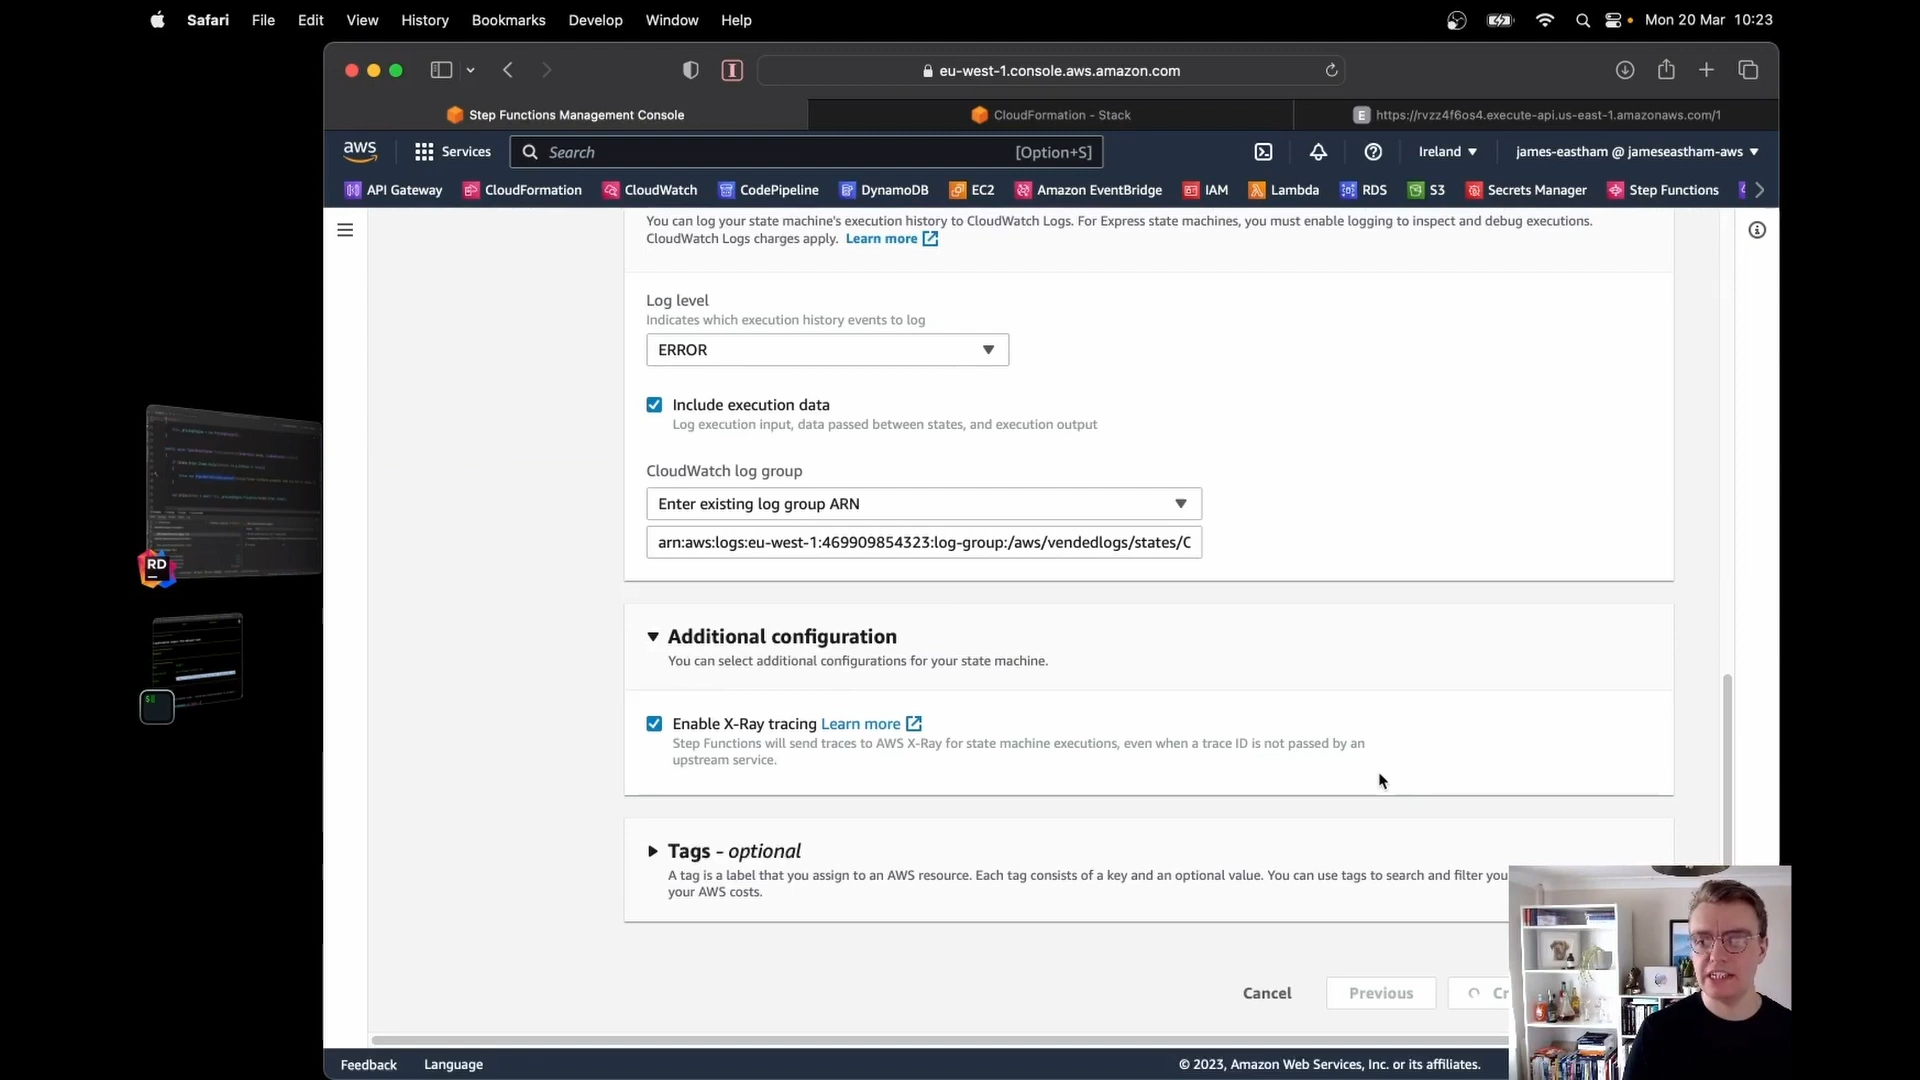 Safari File Edit View History Bookmarks Develop Window Help
Mon 20 Mar 10:23
eu-west-1.console.aws.amazon.com
Step Functions Management Console
CloudFormation - Stack
E https://rvzz4f6os4.execute-api.us-east-1.amazonaws.com/1
aws Services Search [Option+S] Ireland james-eastham @ jameseastham-aws
API Gateway CloudFormation CloudWatch CodePipeline DynamoDB EC2 Amazon EventBridge IAM Lambda RDS S3 Secrets Manager Step Functions
You can log your state machine's execution history to CloudWatch Logs. For Express state machines, you must enable logging to inspect and debug executions.
CloudWatch Logs charges apply. Learn more
Log level
Indicates which execution history events to log
ERROR
Include execution data
Log execution input, data passed between states, and execution output
CloudWatch log group
Enter existing log group ARN
arn:aws:logs:eu-west-1:469909854323:log-group:/aws/vendedlogs/states/C
RD
Additional configuration
You can select additional configurations for your state machine.
$
Enable X-Ray tracing Learn more
Step Functions will send traces to AWS X-Ray for state machine executions, even when a trace ID is not passed by an
upstream service.
Tags - optional
A tag is a label that you assign to an AWS resource. Each tag consists of a key and an optional value. You can use tags to search and filter you
your AWS costs.
Cancel Previous Cr
Feedback Language © 2023, Amazon Web Services, Inc. or its affiliates.